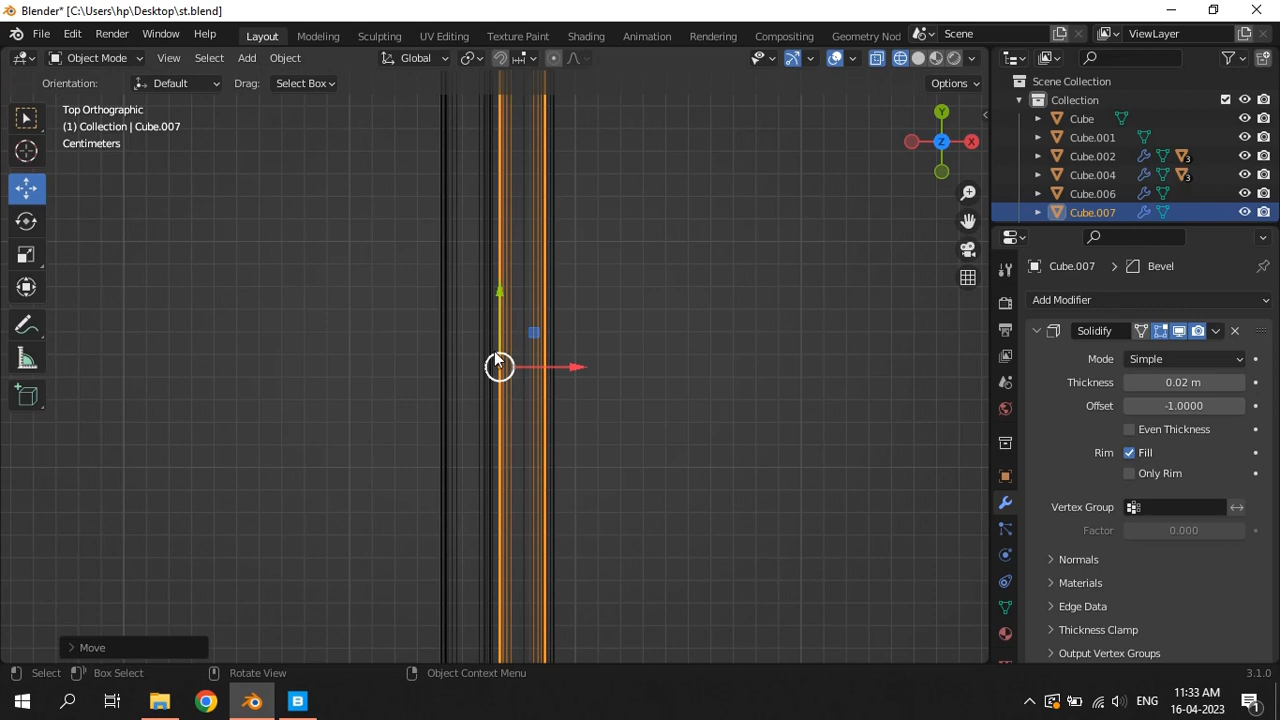 Blender* [C:\Users\hp\Desktop\st.blend]
File Edit Render Window Help Layout Modeling Sculpting UV Editing Texture Paint Shading Animation Rendering Compositing Geometry Nod Scene ViewLayer
Object Mode View Select Add Object Global
Orientation: Default Drag: Select Box Options
Top Orthographic
(1) Collection | Cube.007
Centimeters
Y
Z
X
Scene Collection
Collection
Cube
Cube.001
Cube.002 3
Cube.004 3
Cube.006
Cube.007
Cube.007 > Bevel
Add Modifier
Solidify
Mode Simple
Thickness 0.02 m
Offset -1.0000
Even Thickness
Rim Fill
Only Rim
Vertex Group
Factor 0.000
Normals
Materials
Edge Data
Thickness Clamp
Output Vertex Groups
Move
Select Box Select Rotate View Object Context Menu 3.1.0
ENG 11:33 AM
16-04-2023 1